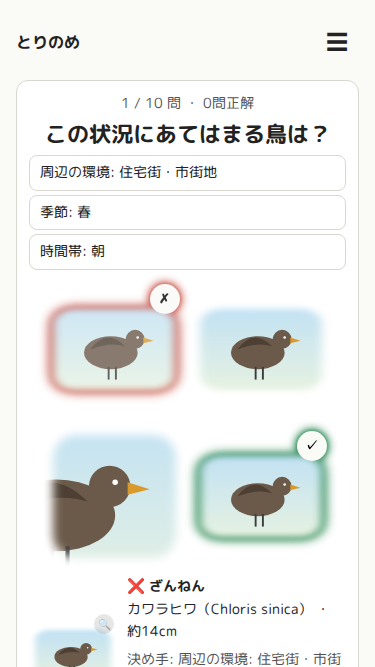 とりのめ
1 / 10 問 · 0問正解
この状況にあてはまる鳥は？
周辺の環境: 住宅街・市街地
季節: 春
時間帯: 朝
❌ ざんねん
カワラヒワ（Chloris sinica） ·
約14cm
決め手: 周辺の環境: 住宅街・市街